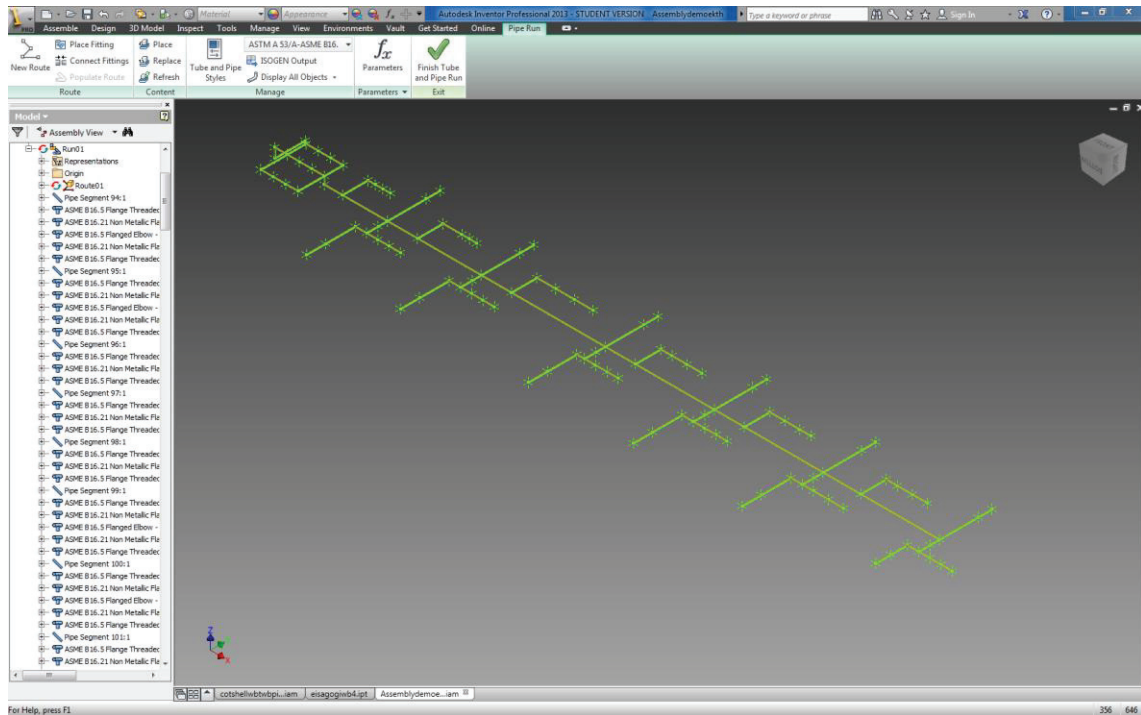 PRO
Material
Appearance
Autodesk Inventor Professional 2013 - STUDENT VERSION Assemblydemoekth
Type a keyword or phrase
Sign In
Assemble Design 3D Model Inspect Tools Manage View Environments Vault Get Started Online Pipe Run
New Route
Place Fitting
Connect Fittings
Populate Route
Route
Place
Replace
Refresh
Content
Tube and Pipe
Styles
ASTM A 53/A-ASME B16.
ISOGEN Output
Display All Objects
Manage
fx
Parameters
Parameters
Finish Tube
and Pipe Run
Exit
Model
Assembly View
Run01
Representations
Origin
Route01
Pipe Segment 94:1
ASME B16.5 Flange Threaded
ASME B16.21 Non Metallic Fla
ASME B16.5 Flanged Elbow -
ASME B16.21 Non Metallic Fla
ASME B16.5 Flange Threaded
Pipe Segment 95:1
ASME B16.5 Flange Threaded
ASME B16.21 Non Metallic Fla
ASME B16.5 Flanged Elbow -
ASME B16.21 Non Metallic Fla
ASME B16.5 Flange Threaded
Pipe Segment 96:1
ASME B16.5 Flange Threaded
ASME B16.21 Non Metallic Fla
ASME B16.5 Flange Threaded
Pipe Segment 97:1
ASME B16.5 Flange Threaded
ASME B16.21 Non Metallic Fla
ASME B16.5 Flange Threaded
Pipe Segment 98:1
ASME B16.5 Flange Threaded
ASME B16.21 Non Metallic Fla
ASME B16.5 Flange Threaded
Pipe Segment 99:1
ASME B16.5 Flange Threaded
ASME B16.21 Non Metallic Fla
ASME B16.5 Flanged Elbow -
ASME B16.21 Non Metallic Fla
ASME B16.5 Flange Threaded
Pipe Segment 100:1
ASME B16.5 Flange Threaded
ASME B16.21 Non Metallic Fla
ASME B16.5 Flanged Elbow -
ASME B16.21 Non Metallic Fla
ASME B16.5 Flange Threaded
Pipe Segment 101:1
ASME B16.5 Flange Threaded
ASME B16.21 Non Metallic Fla
Z
X
cotshellwbtwbpi...iam eisagogiwb4.ipt Assemblydemoe...iam
For Help, press F1
356 646